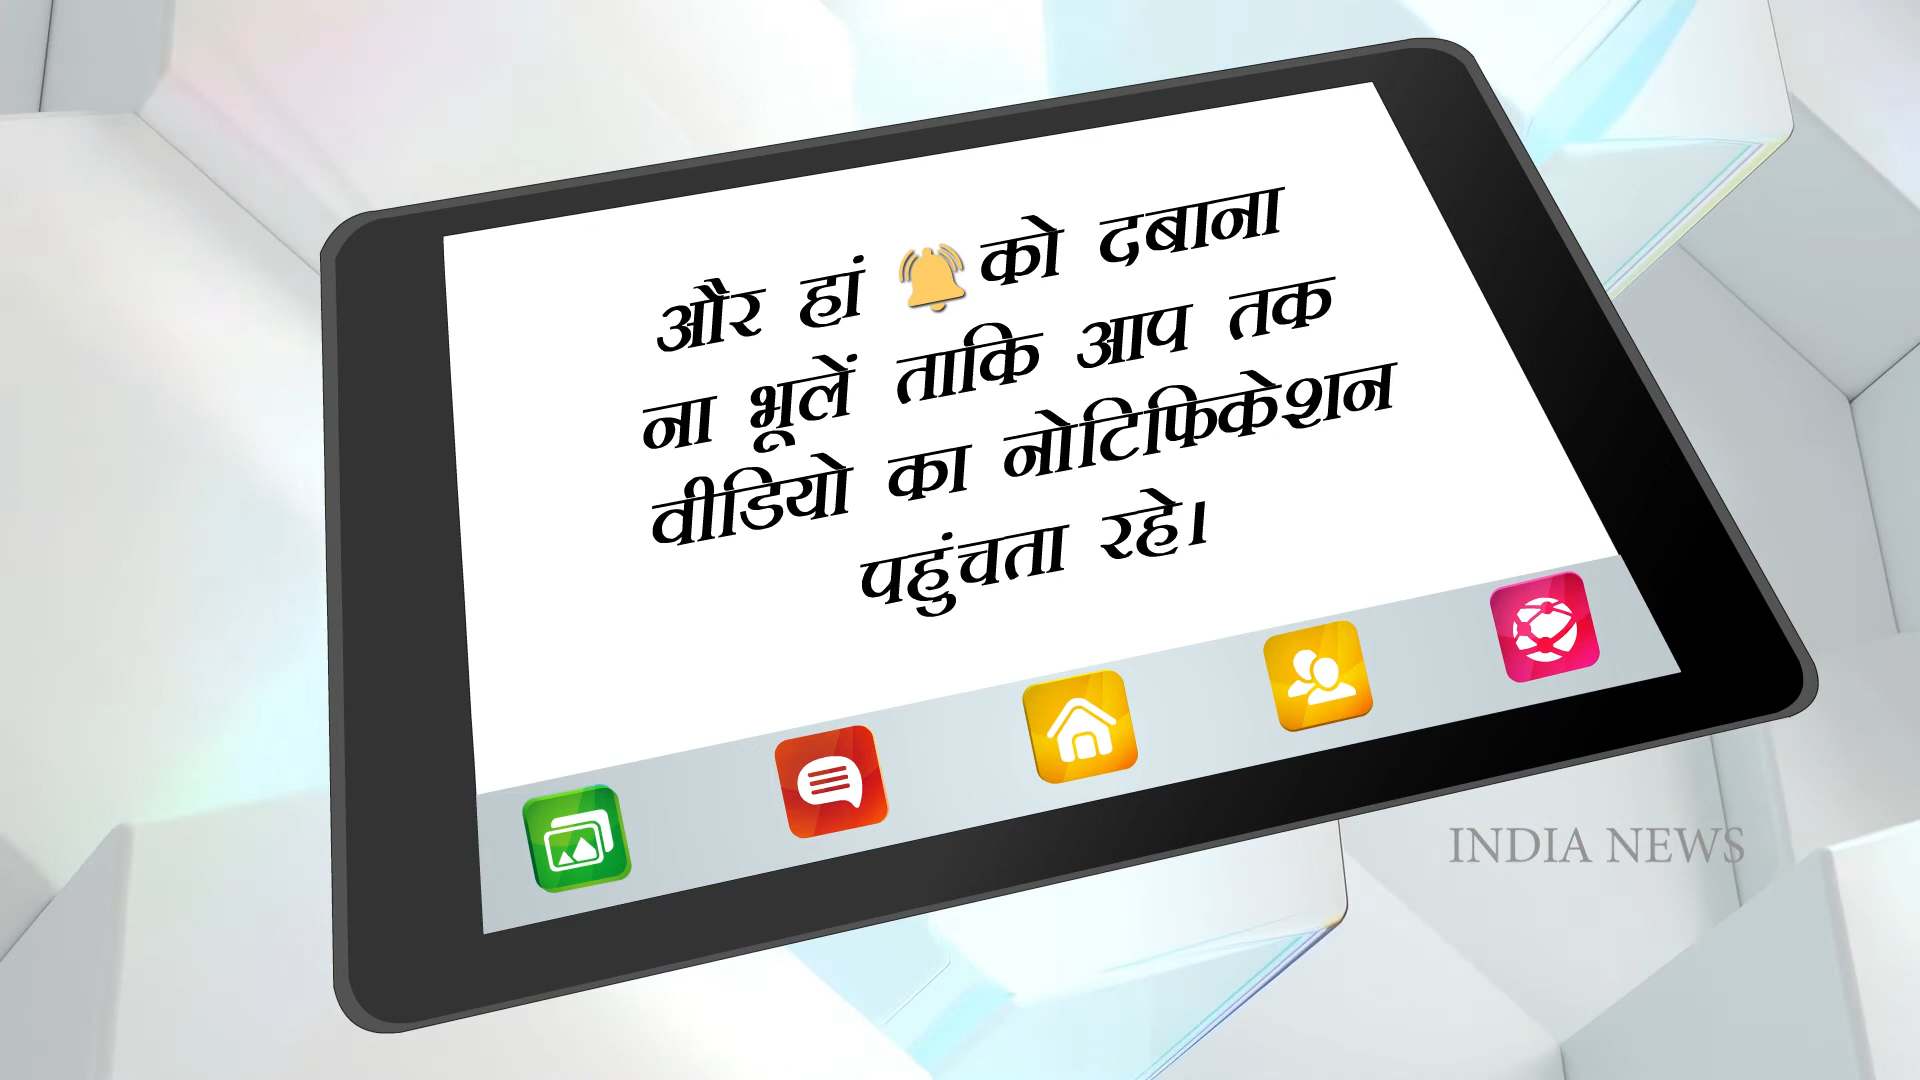 और हां 🔔 को दबाना
ना भूलें ताकि आप तक
वीडियो का नोटिफिकेशन
पहुंचता रहे।
INDIA NEWS